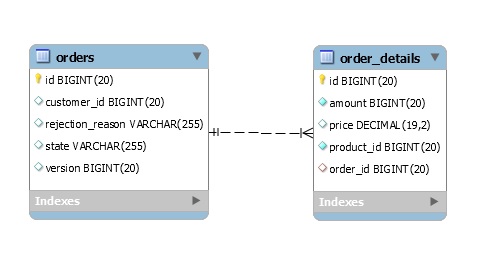 orders
id BIGINT(20)
customer_id BIGINT(20)
rejection_reason VARCHAR(255)
state VARCHAR(255)
version BIGINT(20)
Indexes
order_details
id BIGINT(20)
amount BIGINT(20)
price DECIMAL(19,2)
product_id BIGINT(20)
order_id BIGINT(20)
Indexes